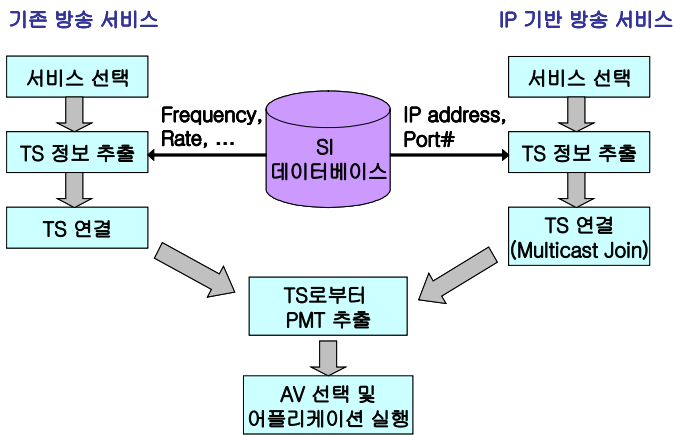 기존 방송 서비스
IP 기반 방송 서비스
서비스 선택
서비스 선택
Frequency,
Rate, ...
SI
데이터베이스
IP address,
Port#
TS 정보 추출
TS 정보 추출
TS 연결
TS 연결
(Multicast Join)
TS로부터
PMT 추출
AV 선택 및
어플리케이션 실행